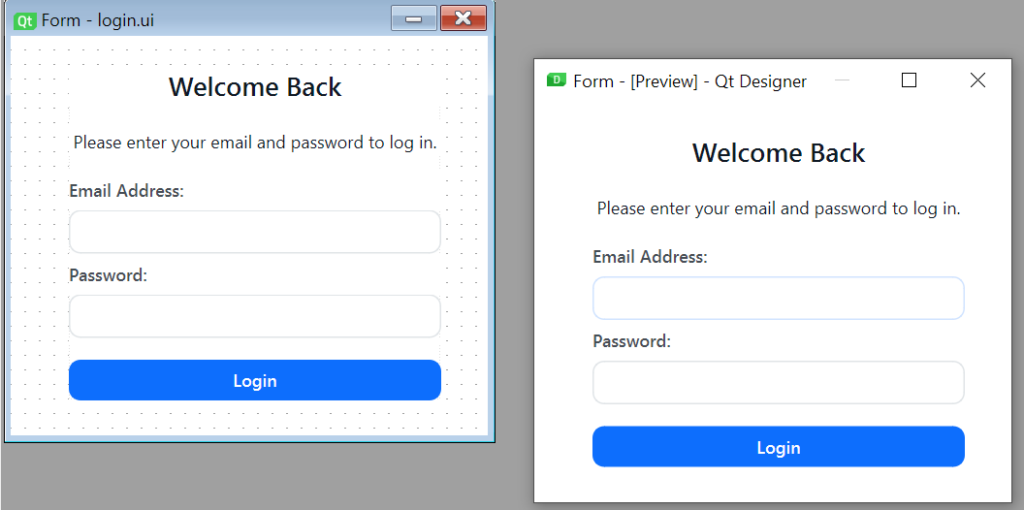 Qt Form - login.ui
Welcome Back
Please enter your email and password to log in.
Email Address:
Password:
Login
D Form - [Preview] - Qt Designer
Welcome Back
Please enter your email and password to log in.
Email Address:
Password:
Login